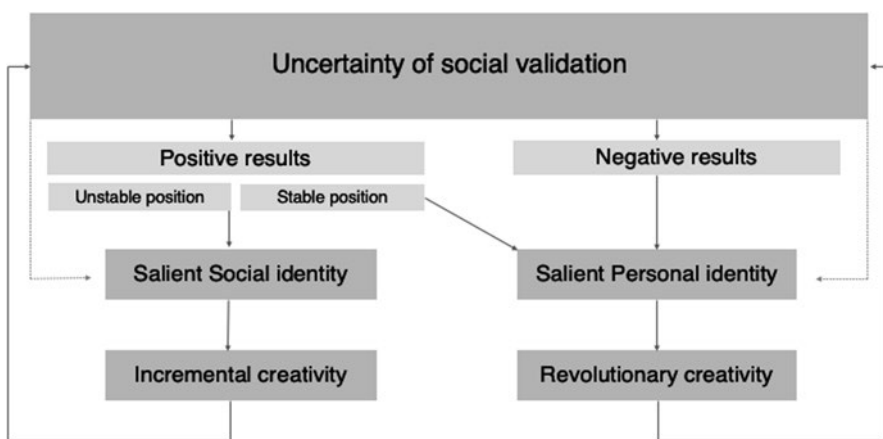 Uncertainty of social validation
Positive results
Negative results
Unstable position
Stable position
Salient Social identity
Salient Personal identity
Incremental creativity
Revolutionary creativity